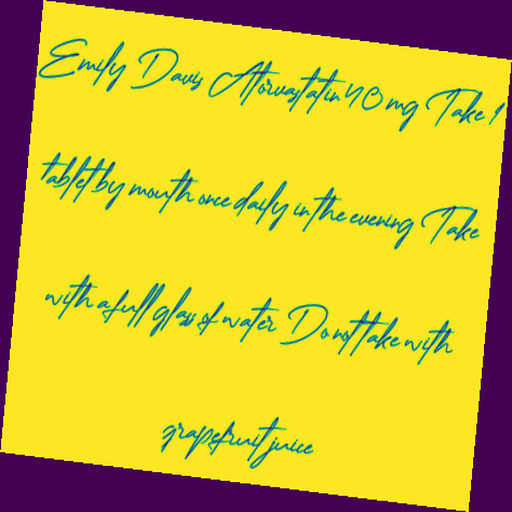 Emily Davis Atorvastatin 40 mg Take 1
tablet by mouth once daily in the evening Take
with a full glass of water Do not take with
grapefruit juice